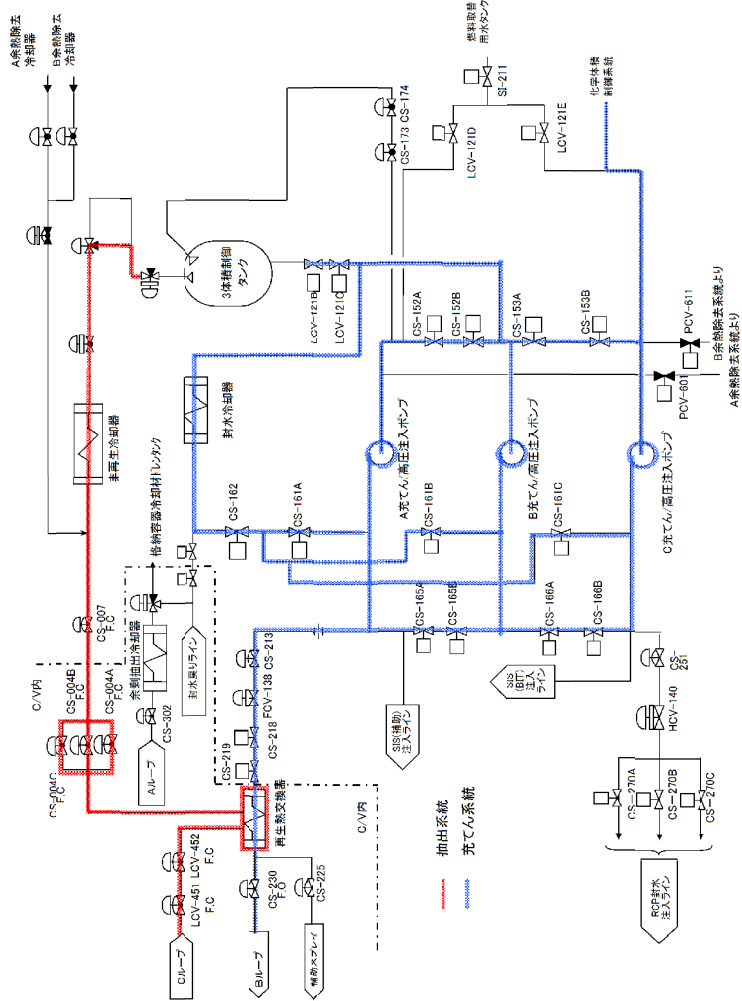 A余熱除去
冷却器
B余熱除去
冷却器
燃料取替
用水タンク
SI-211
化学体積
制御系統
LCV-121D
LCV-121E
CS-173
CS-174
3体積制御
タンク
LCV-121B
LCV-121C
CS-152A
CS-152B
CS-153A
CS-153B
PCV-611
B余熱除去系統より
PCV-601
A余熱除去系統より
非再生冷却器
封水冷却器
A充てん/高圧注入ポンプ
B充てん/高圧注入ポンプ
C充てん/高圧注入ポンプ
格納容器冷却材ドレンタンク
CS-162
CS-161A
CS-161B
CS-161C
CS-007
F.C
C/V内
CS-004B
F.C
CS-004A
F.C
CS-004C
F.C
余剰抽出冷却器
封水戻りライン
CS-302
Aループ
CS-165A
CS-165B
CS-166A
CS-166B
CS-213
FCV-138
CS-218
CS-219
SIS(補助)
注入ライン
SIS
(BIT)
注入
ライン
CS-
251
HCV-140
CS-270A
CS-270B
CS-270C
RCP封水
注入ライン
再生熱交換器
C/V内
LCV-451
F.C
LCV-452
F.C
CS-230
F.O
CS-225
Cループ
Bループ
補助スプレイ
抽出系統
充てん系統